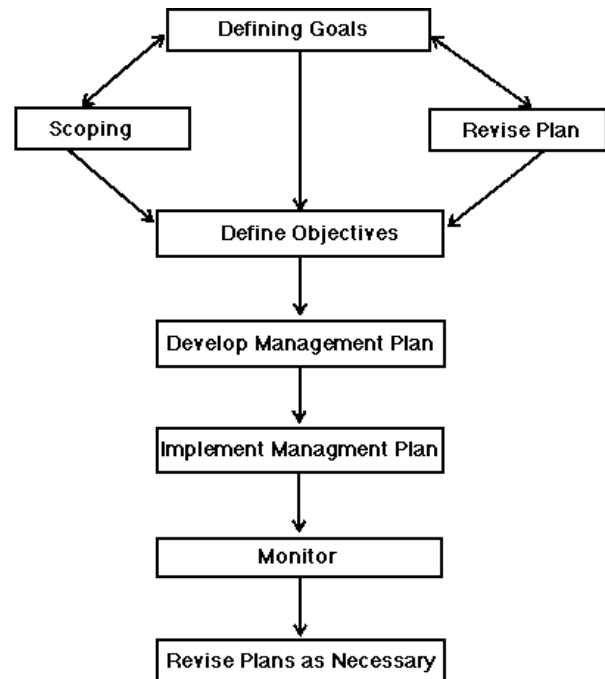 Defining Goals
Scoping
Revise Plan
Define Objectives
Develop Management Plan
Implement Managment Plan
Monitor
Revise Plans as Necessary